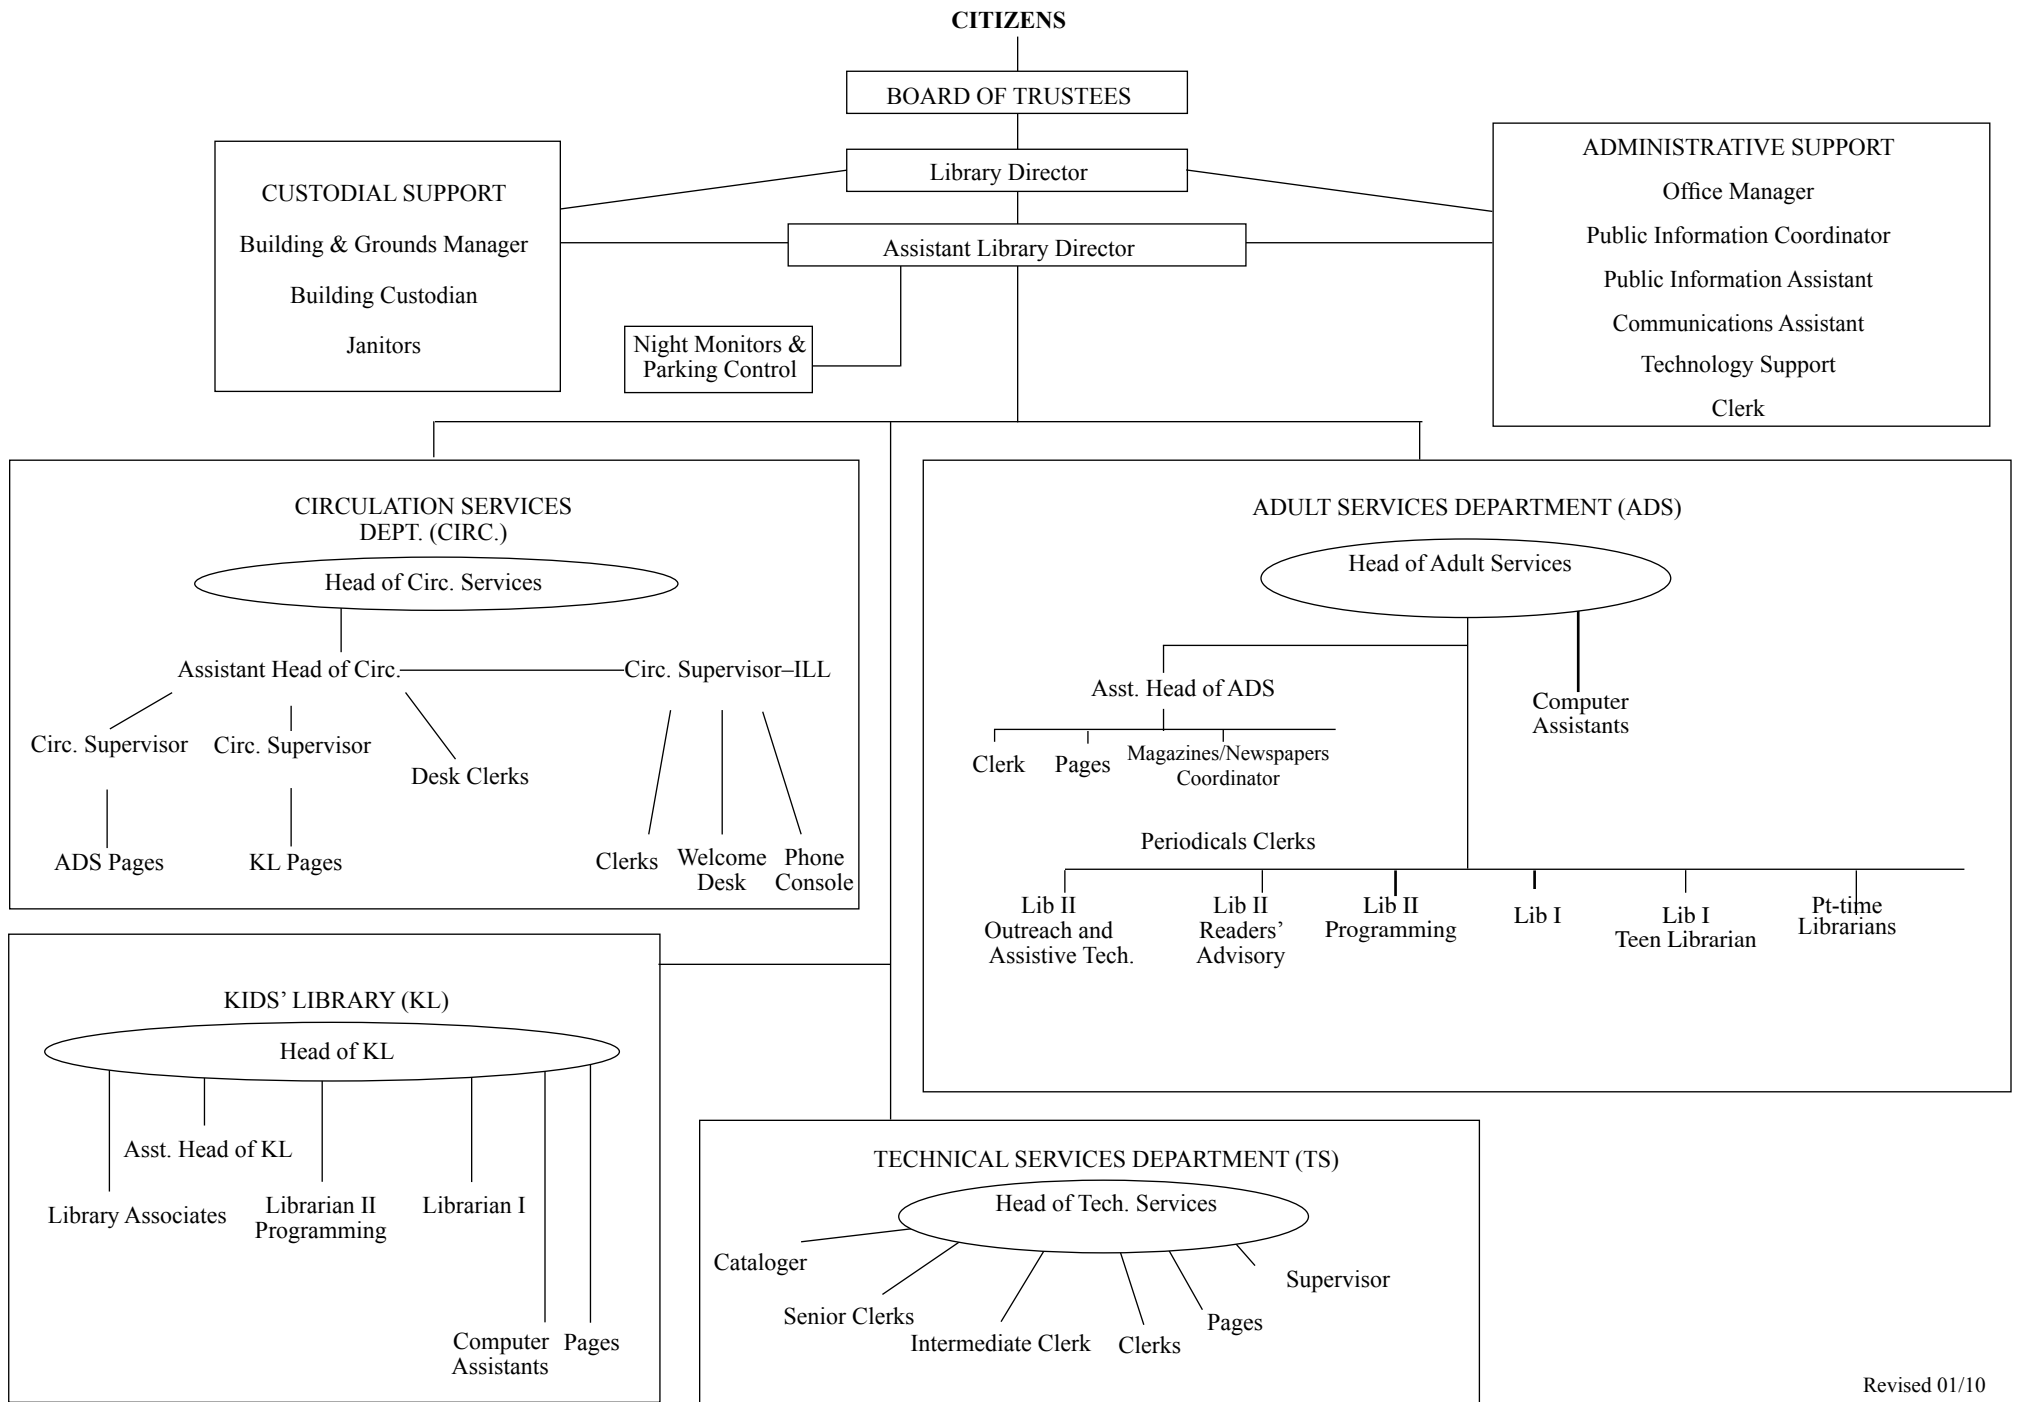 CITIZENS
BOARD OF TRUSTEES
Library Director
Assistant Library Director
CUSTODIAL SUPPORT
Building & Grounds Manager
Building Custodian
Janitors
Night Monitors &
Parking Control
ADMINISTRATIVE SUPPORT
Office Manager
Public Information Coordinator
Public Information Assistant
Communications Assistant
Technology Support
Clerk
CIRCULATION SERVICES
DEPT. (CIRC.)
Head of Circ. Services
Assistant Head of Circ.
Circ. Supervisor–ILL
Circ. Supervisor
Circ. Supervisor
Desk Clerks
ADS Pages
KL Pages
Clerks
Welcome
Desk
Phone
Console
ADULT SERVICES DEPARTMENT (ADS)
Head of Adult Services
Asst. Head of ADS
Computer
Assistants
Clerk
Pages
Magazines/Newspapers
Coordinator
Periodicals Clerks
Lib II
Outreach and
Assistive Tech.
Lib II
Readers’
Advisory
Lib II
Programming
Lib I
Lib I
Teen Librarian
Pt-time
Librarians
KIDS’ LIBRARY (KL)
Head of KL
Asst. Head of KL
Library Associates
Librarian II
Programming
Librarian I
Computer
Assistants
Pages
TECHNICAL SERVICES DEPARTMENT (TS)
Head of Tech. Services
Cataloger
Senior Clerks
Intermediate Clerk
Clerks
Pages
Supervisor
Revised 01/10